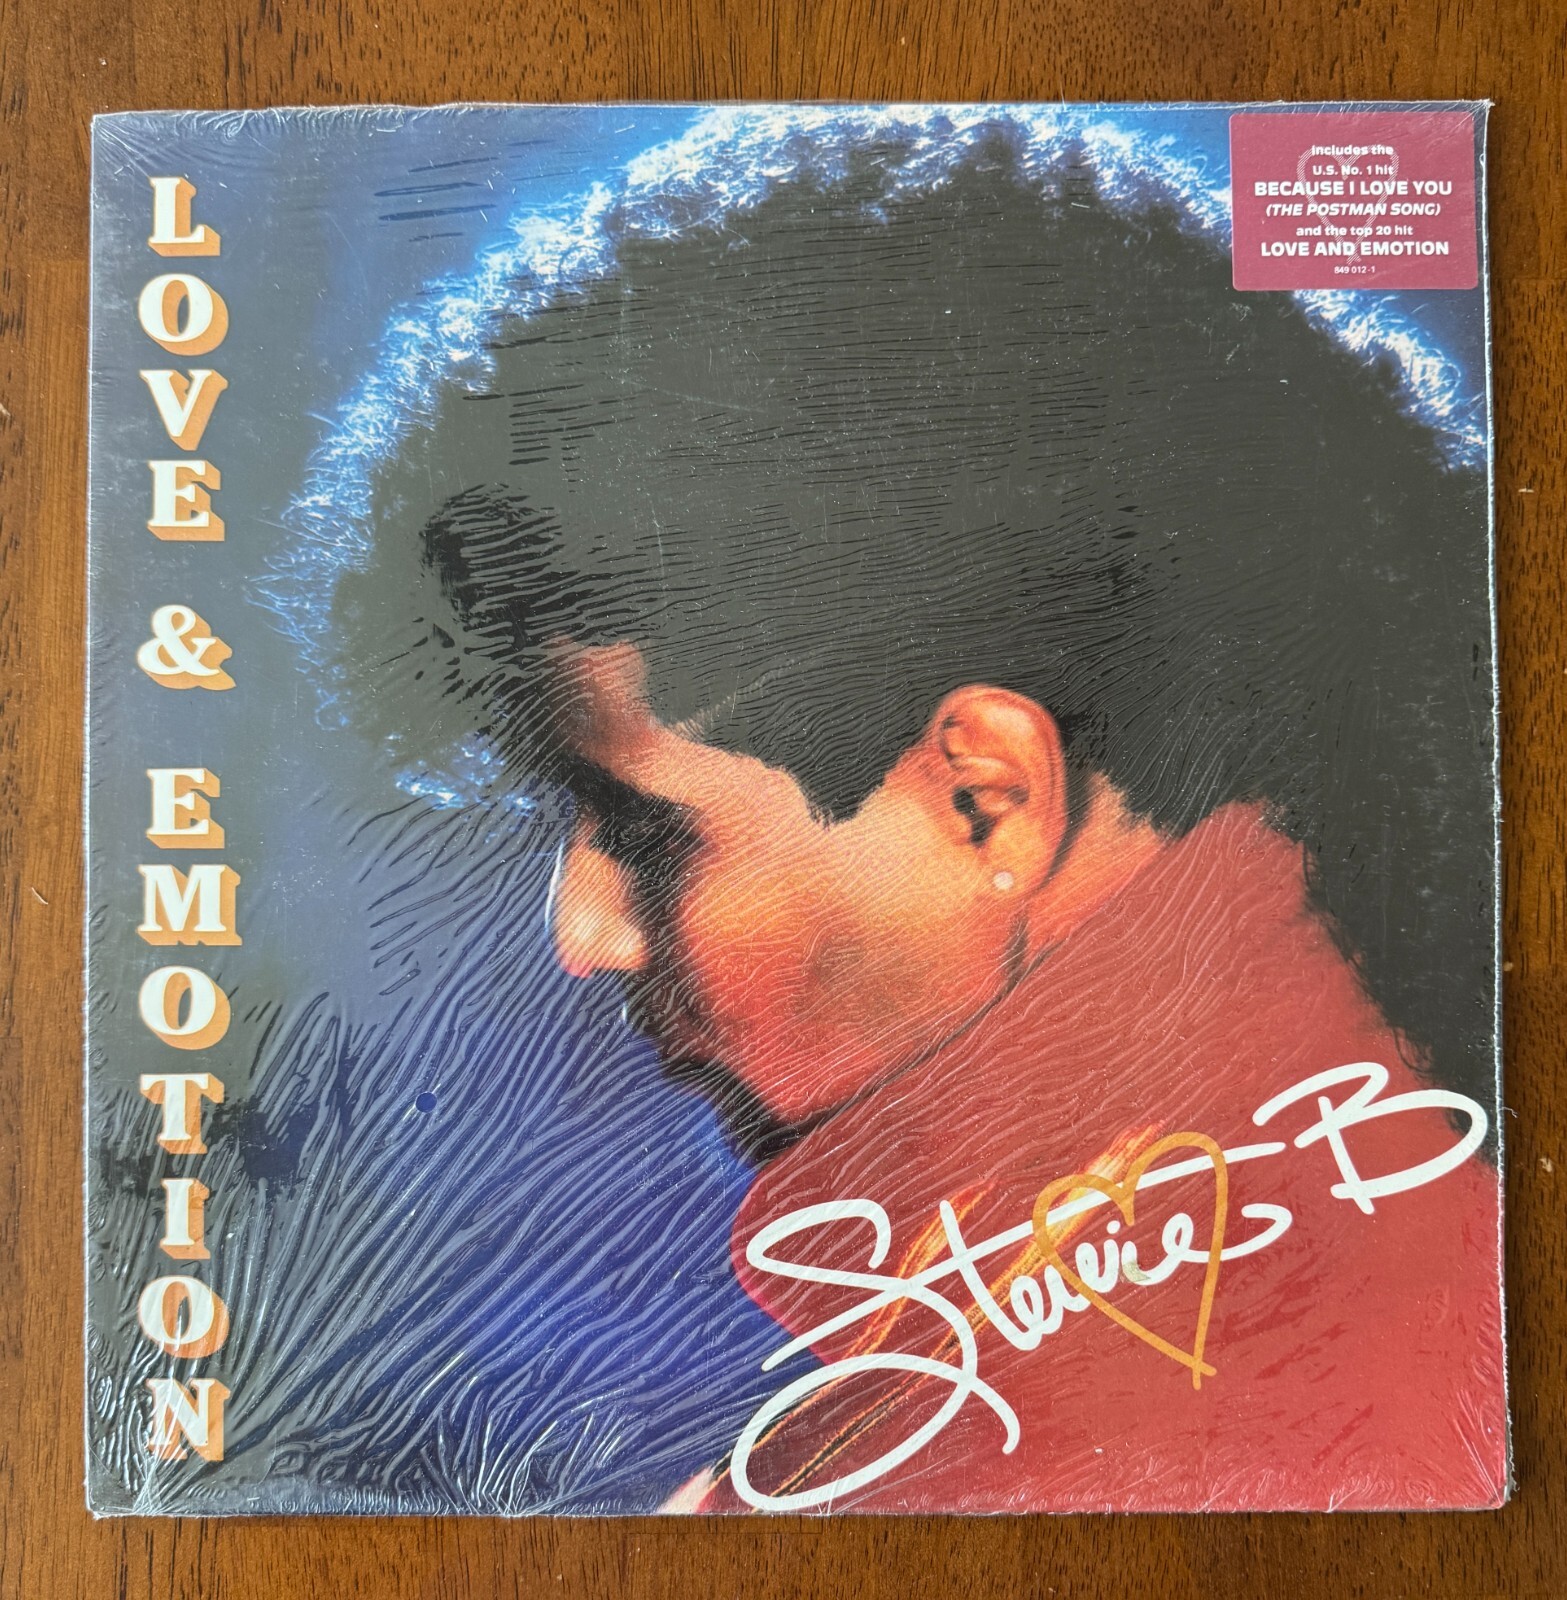 LOVE & EMOTION
includes the
U.S. No. 1 hit
BECAUSE I LOVE YOU
(THE POSTMAN SONG)
and the top 20 hit
LOVE AND EMOTION
849 012-1
Stevie B